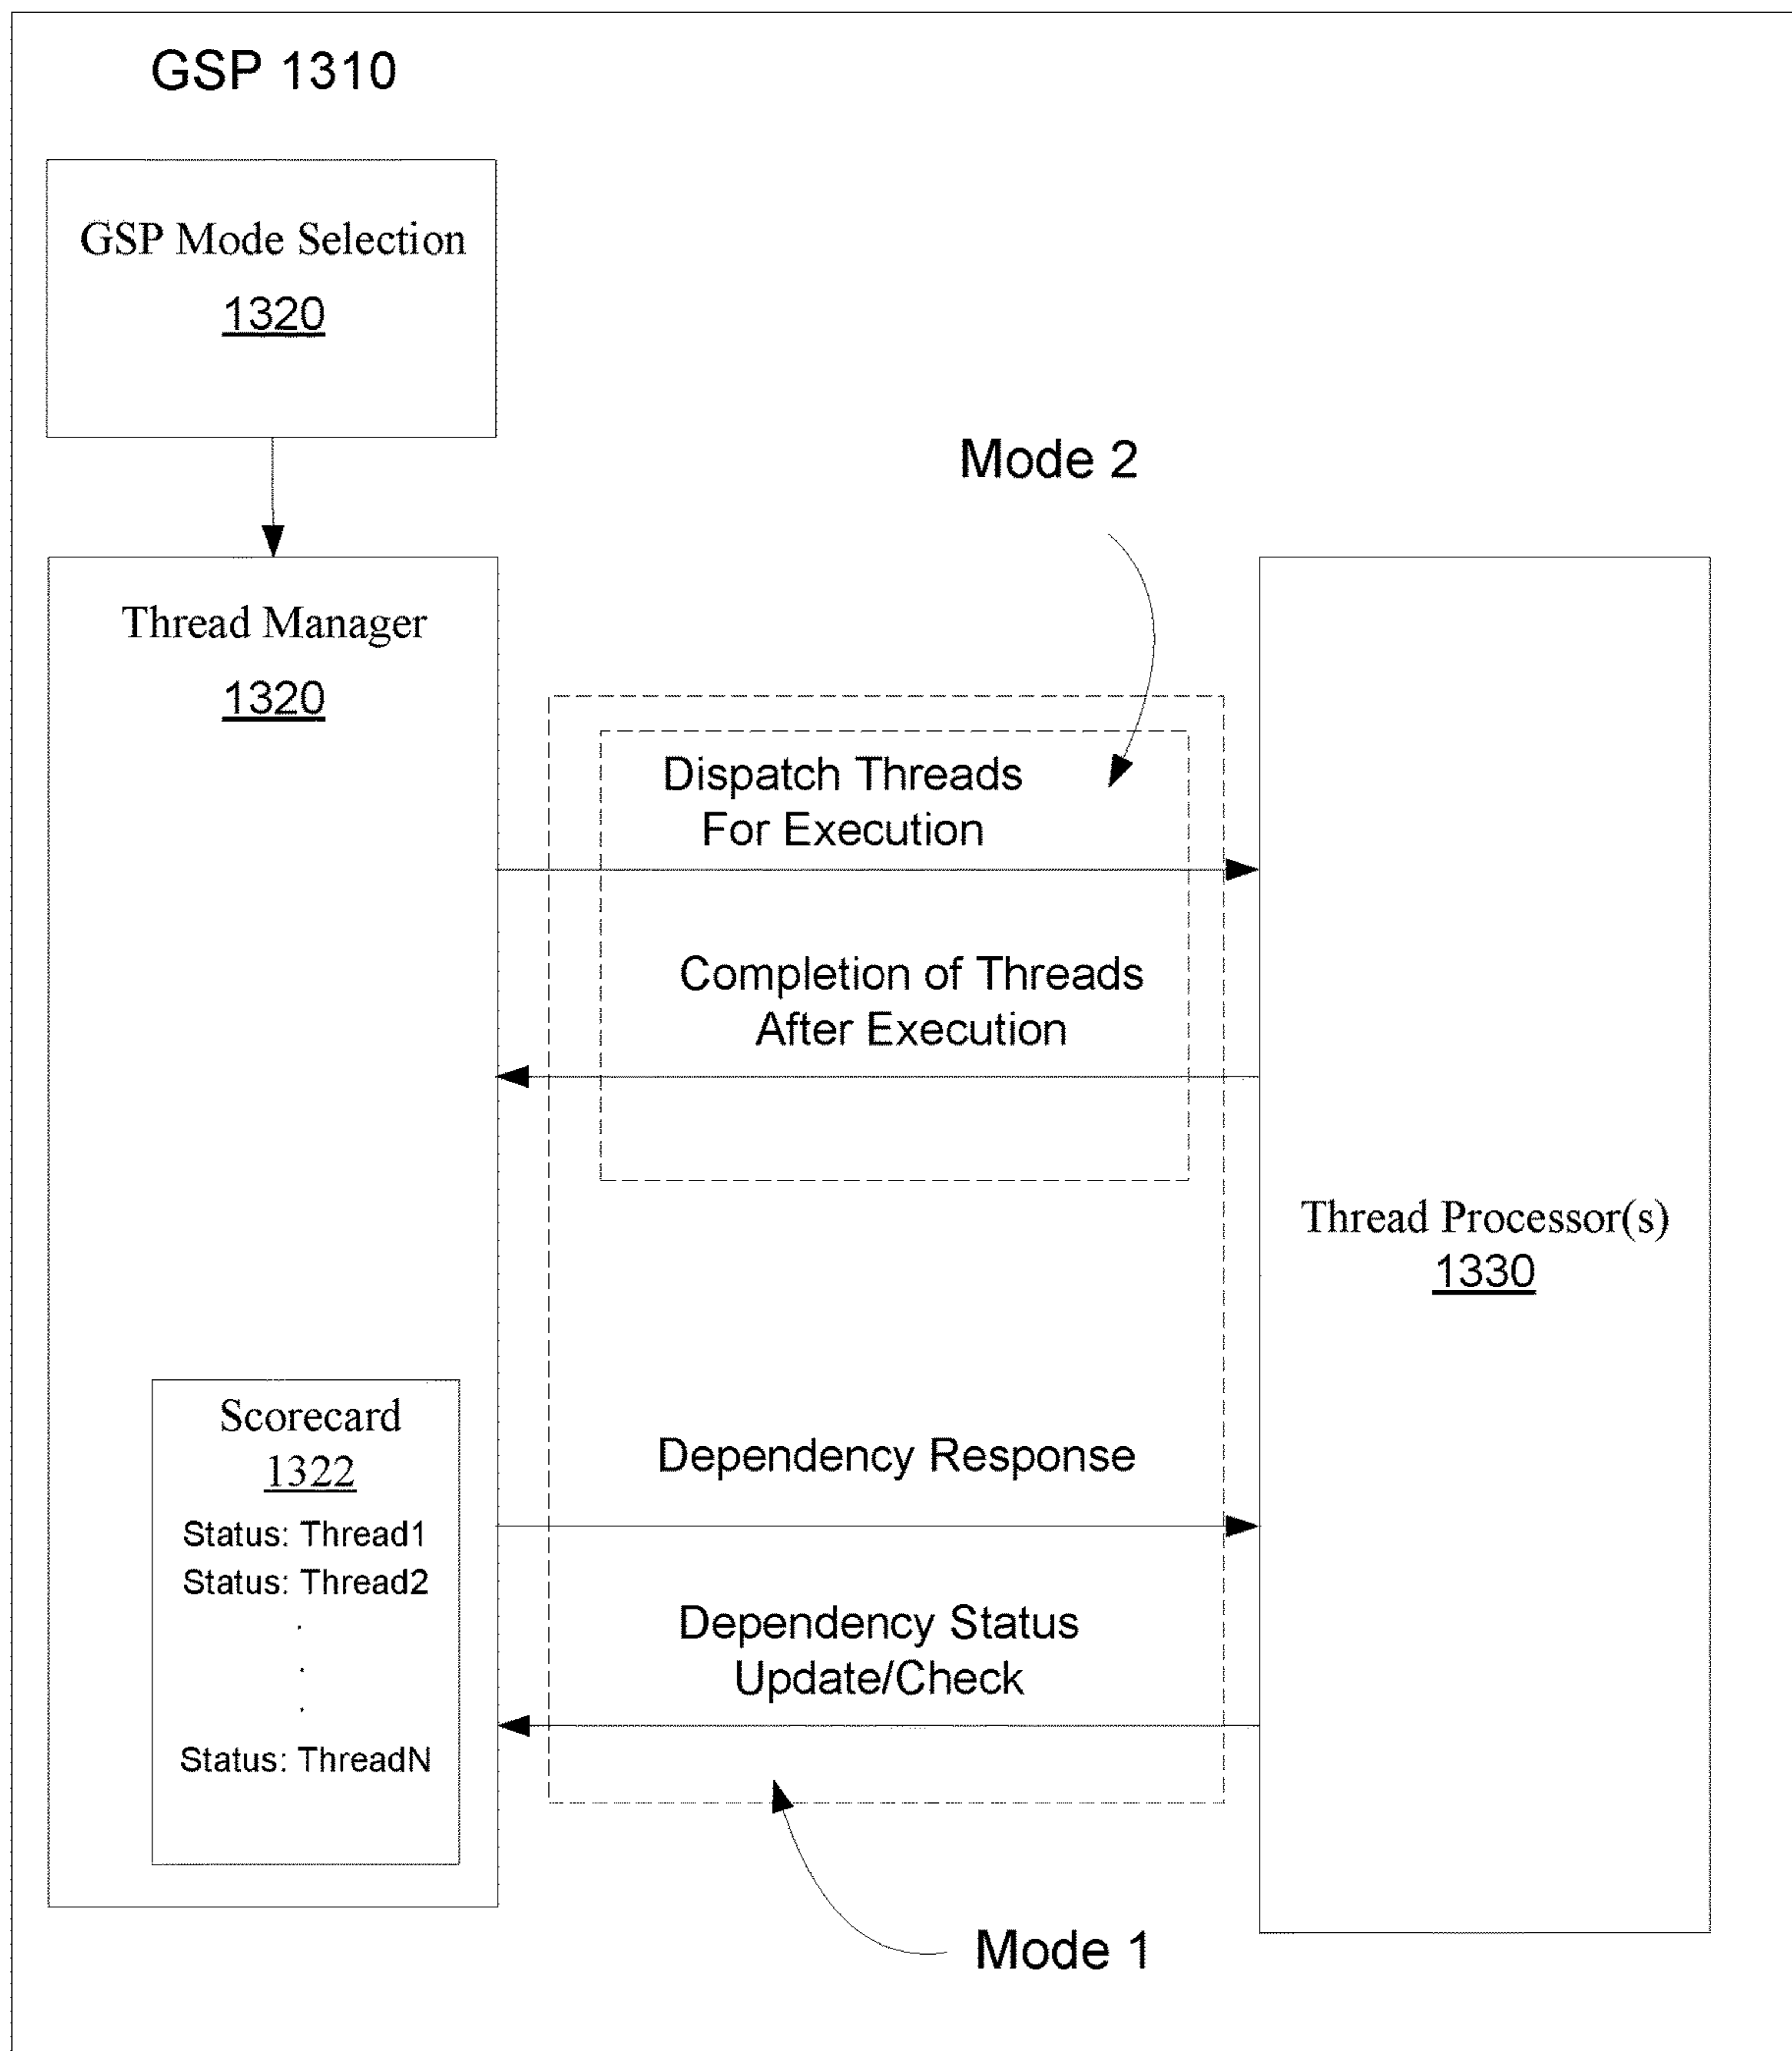 GSP 1310
GSP Mode Selection
1320
Mode 2
Thread Manager
1320
Dispatch Threads
For Execution
Completion of Threads
After Execution
Thread Processor(s)
1330
Scorecard
1322
Status: Thread1
Status: Thread2
.
.
.
Status: ThreadN
Dependency Response
Dependency Status
Update/Check
Mode 1